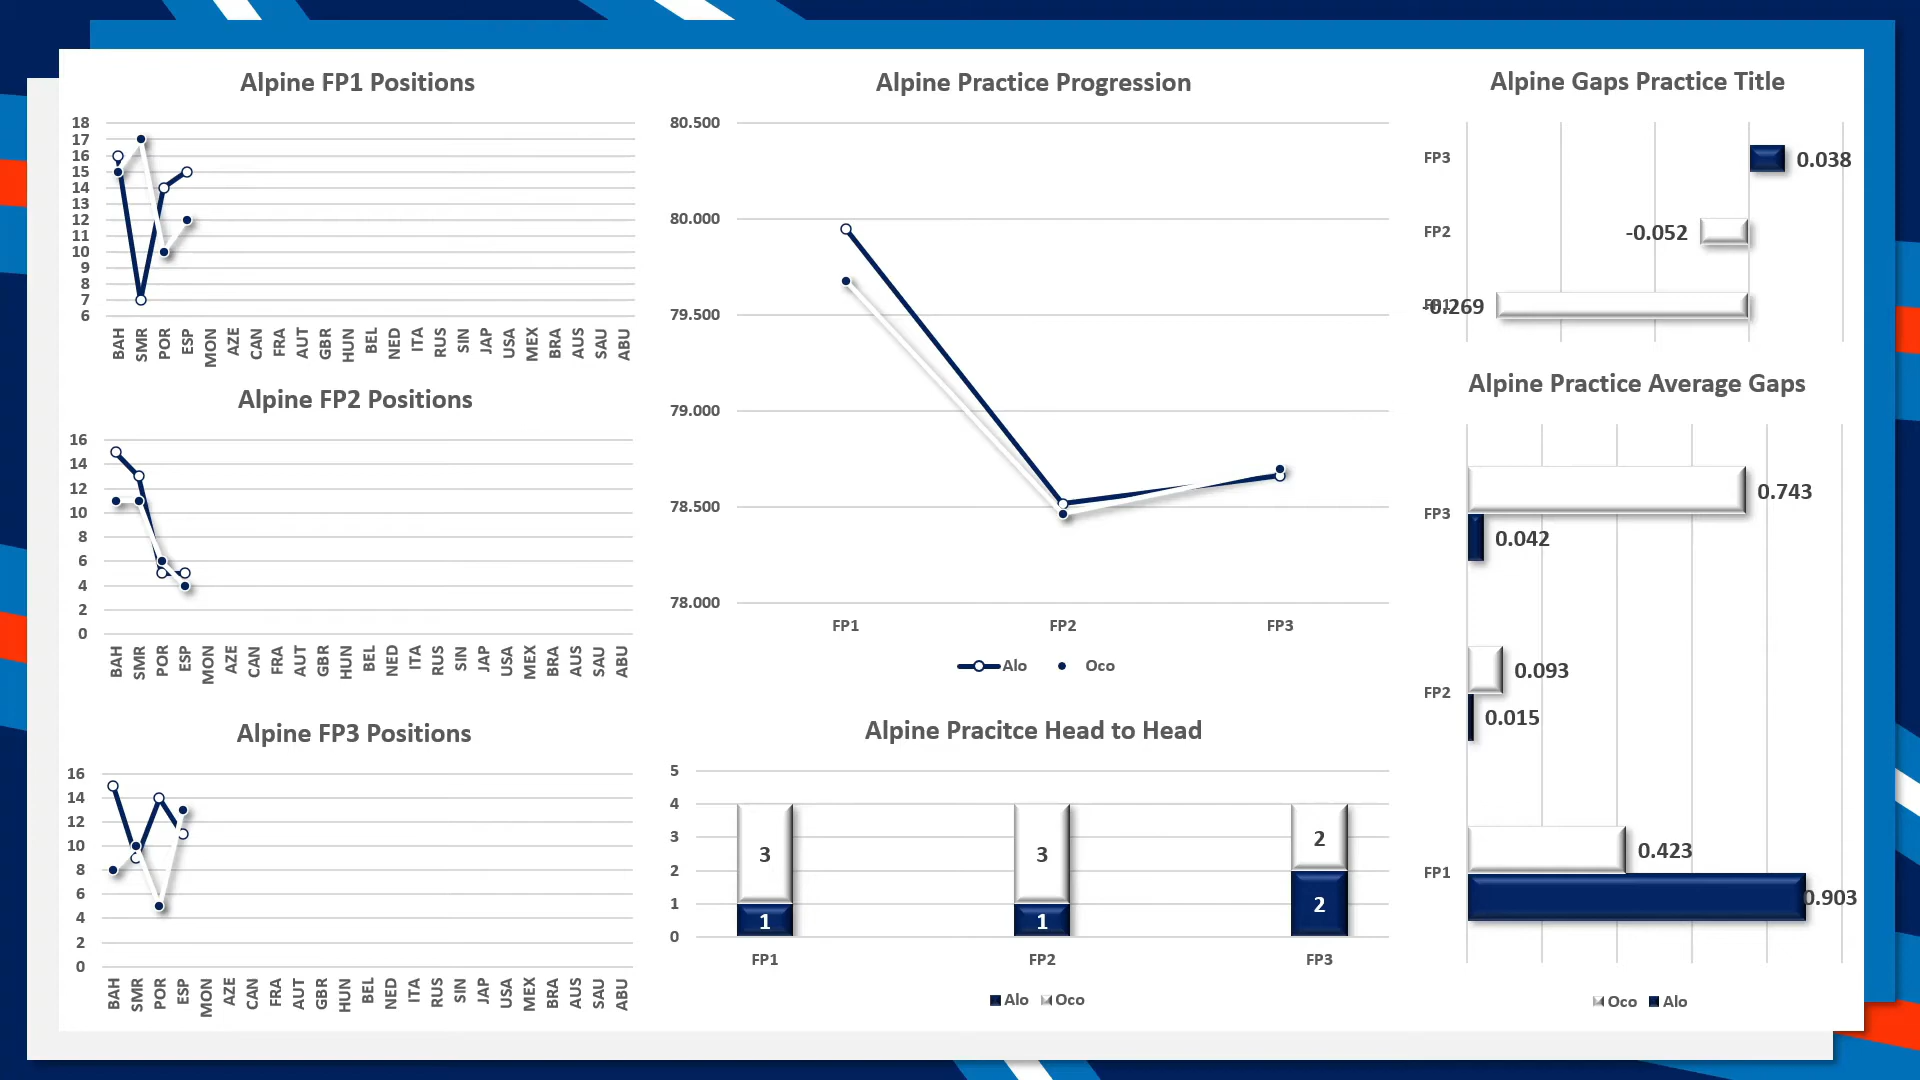 Alpine FP1 Positions
18
17
16
15
14
13
12
11
10
9
8
7
6
BAH SMR POR ESP MON AZE CAN FRA AUT GBR HUN BEL NED ITA RUS SIN JAP USA MEX BRA AUS SAU ABU
Alpine FP2 Positions
16
14
12
10
8
6
4
2
0
BAH SMR POR ESP MON AZE CAN FRA AUT GBR HUN BEL NED ITA RUS SIN JAP USA MEX BRA AUS SAU ABU
Alpine FP3 Positions
16
14
12
10
8
6
4
2
0
BAH SMR POR ESP MON AZE CAN FRA AUT GBR HUN BEL NED ITA RUS SIN JAP USA MEX BRA AUS SAU ABU
Alpine Practice Progression
80.500
80.000
79.500
79.000
78.500
78.000
FP1 FP2 FP3
Alo Oco
Alpine Pracitce Head to Head
5
4
3
2
1
0
3 3 2
1 1 2
FP1 FP2 FP3
Alo Oco
Alpine Gaps Practice Title
FP3 0.038
FP2 -0.052
FP1 -0.269
Alpine Practice Average Gaps
0.743
FP3
0.042
0.093
FP2
0.015
0.423
FP1
0.903
Oco Alo